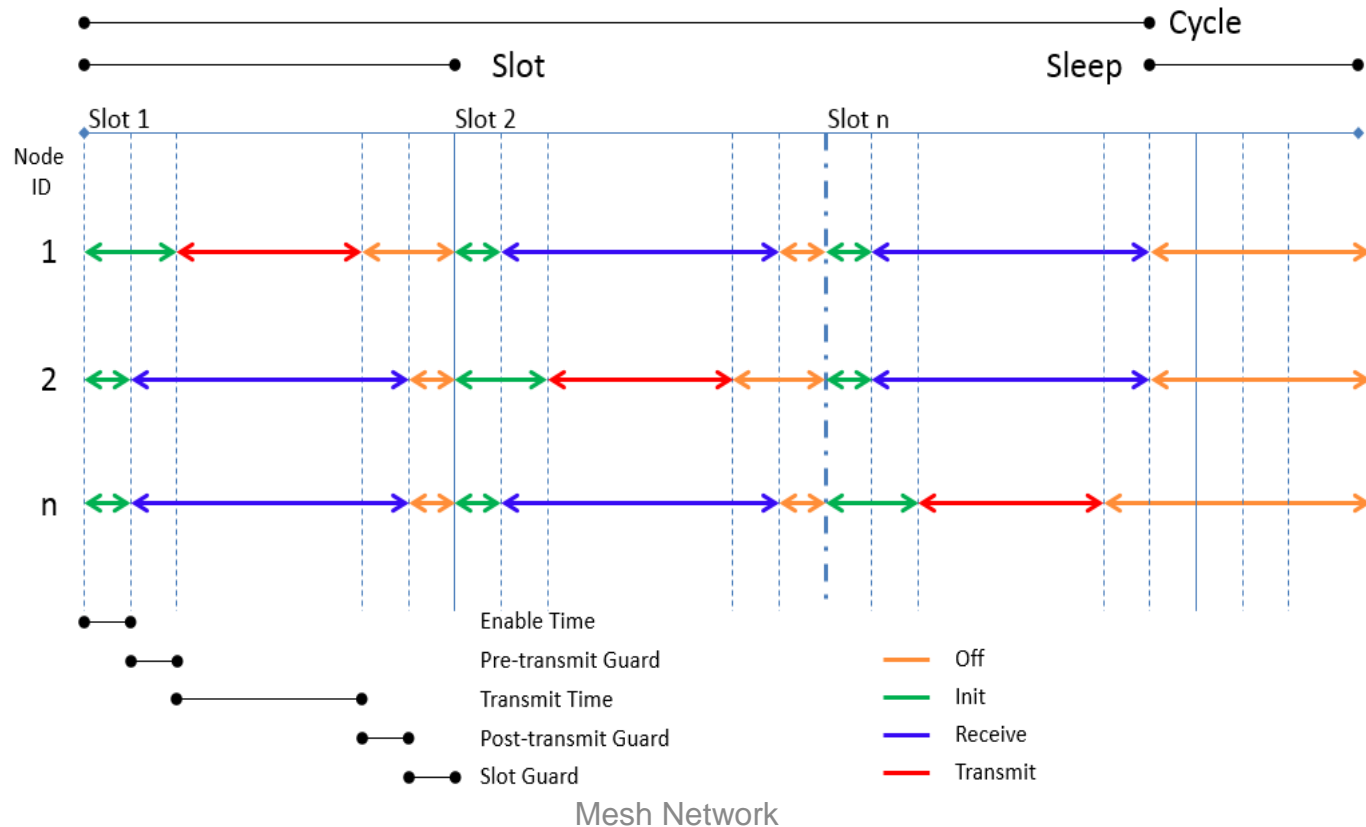 Cycle
Slot
Sleep
Slot 1
Slot 2
Slot n
Node
ID
1
2
n
Enable Time
Pre-transmit Guard
Transmit Time
Post-transmit Guard
Slot Guard
Off
Init
Receive
Transmit
Mesh Network